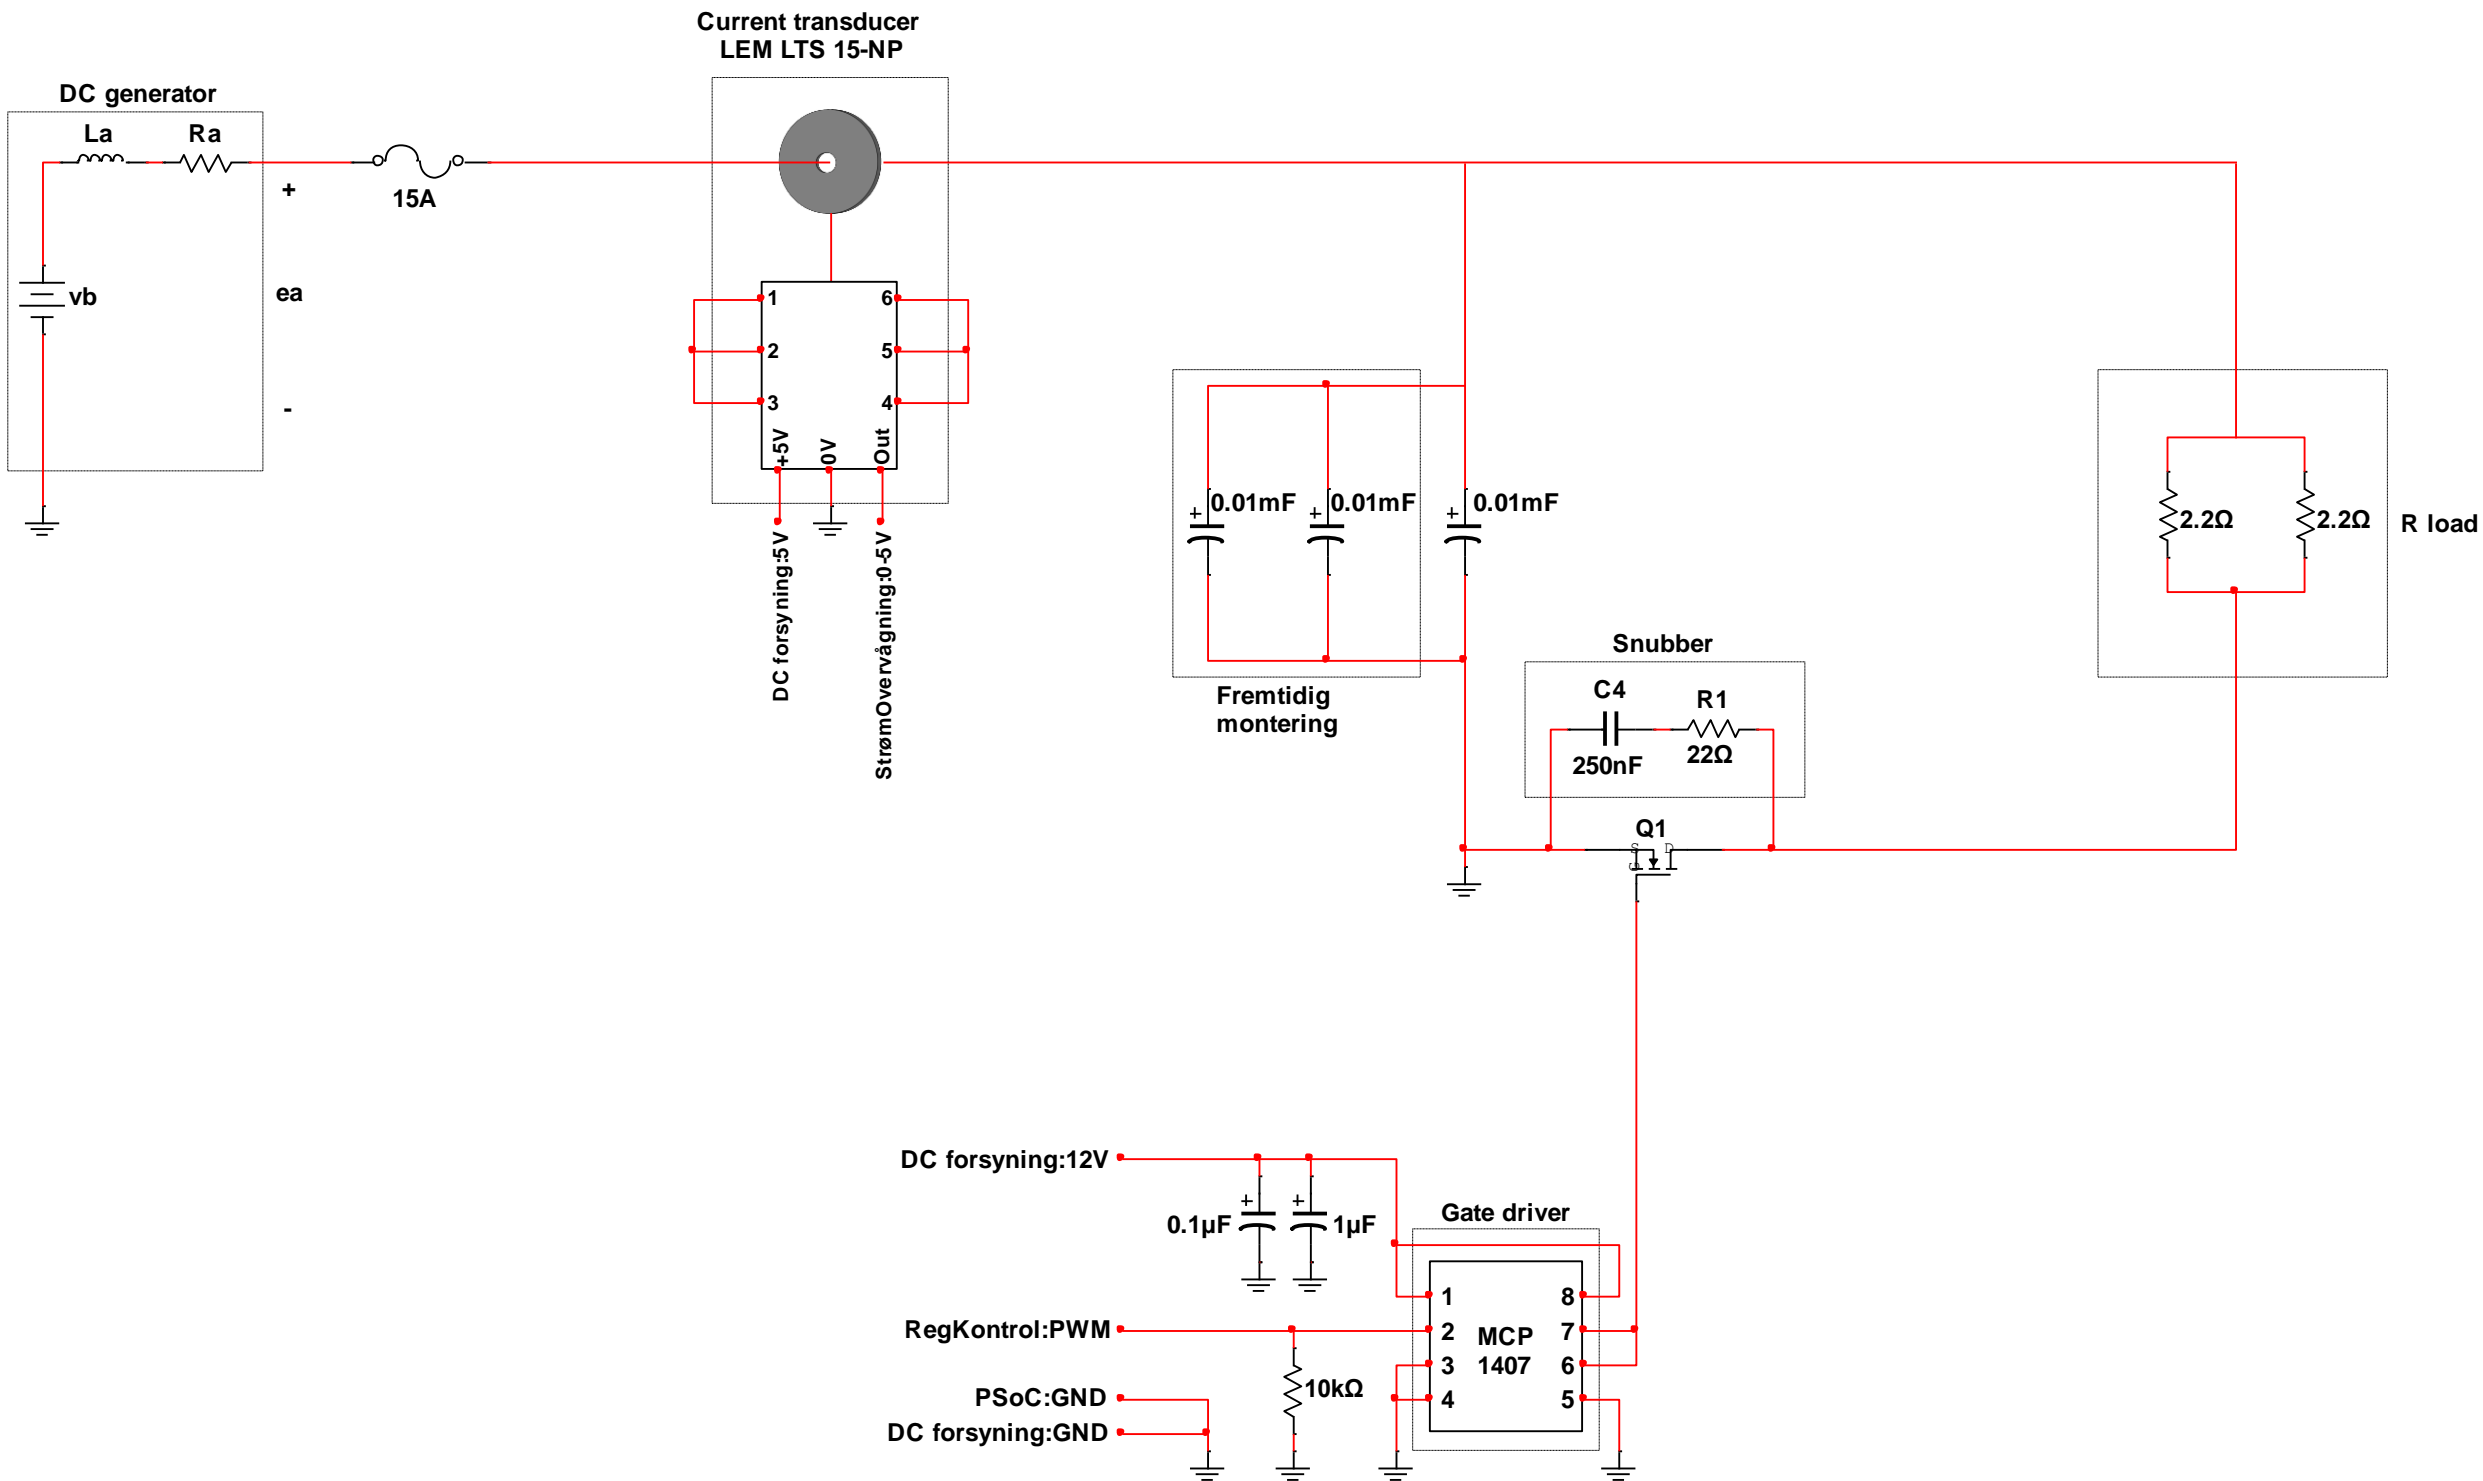 Current transducer
LEM LTS 15-NP
DC generator
La
Ra
+
15A
vb
ea
-
1
2
3
6
5
4
+5V
0V
Out
DC forsyning:5V
StrømOvervågning:0-5V
+
0.01mF
+
0.01mF
+
0.01mF
Fremtidig
montering
2.2Ω
2.2Ω
R load
Snubber
C4
R1
250nF
22Ω
Q1
S
D
G
DC forsyning:12V
+
0.1µF
+
1µF
Gate driver
1
2
3
4
MCP
1407
8
7
6
5
RegKontrol:PWM
10kΩ
PSoC:GND
DC forsyning:GND